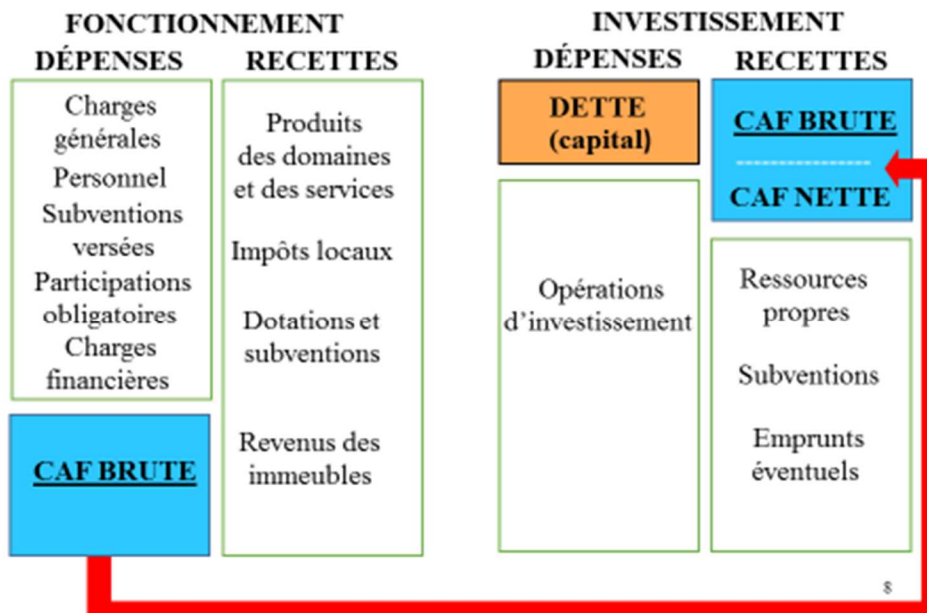 FONCTIONNEMENT
DÉPENSES
RECETTES
Charges
générales
Personnel
Subventions
versées
Participations
obligatoires
Charges
financières
CAF BRUTE
Produits
des domaines
et des services
Impôts locaux
Dotations et
subventions
Revenus des
immeubles
INVESTISSEMENT
DÉPENSES
RECETTES
DETTE
(capital)
Opérations
d’investissement
CAF BRUTE
----------------
CAF NETTE
Ressources
propres
Subventions
Emprunts
éventuels
8